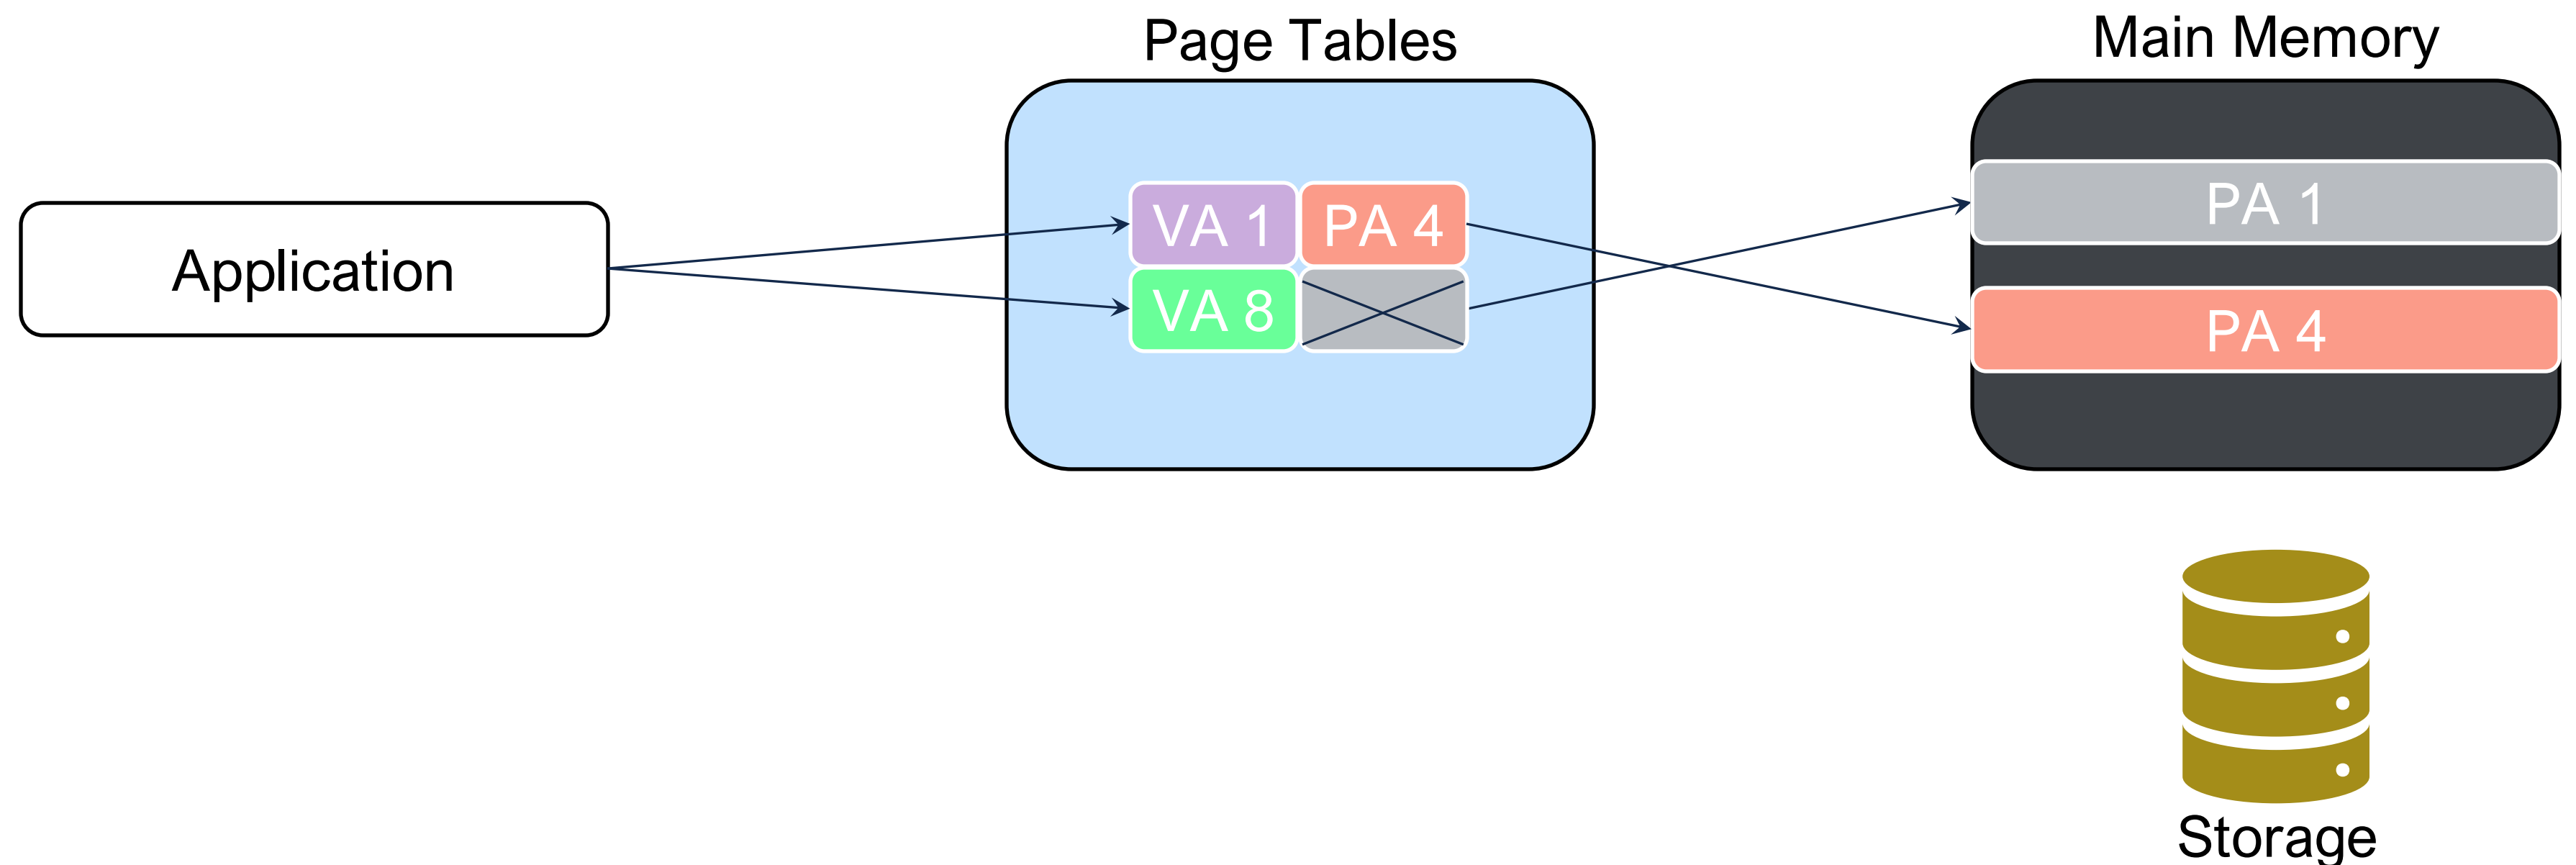 Page Tables
Main Memory
Application
VA 1
PA 4
VA 8
PA 1
PA 4
Storage